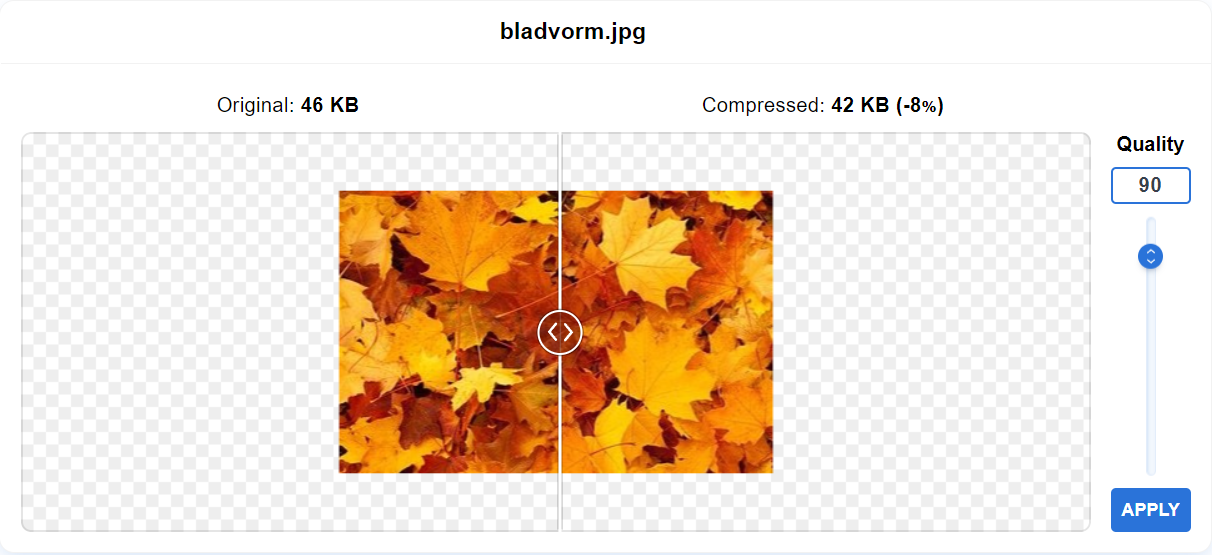 bladvorm.jpg
Original: 46 KB
Compressed: 42 KB (-8%)
Quality
90
APPLY